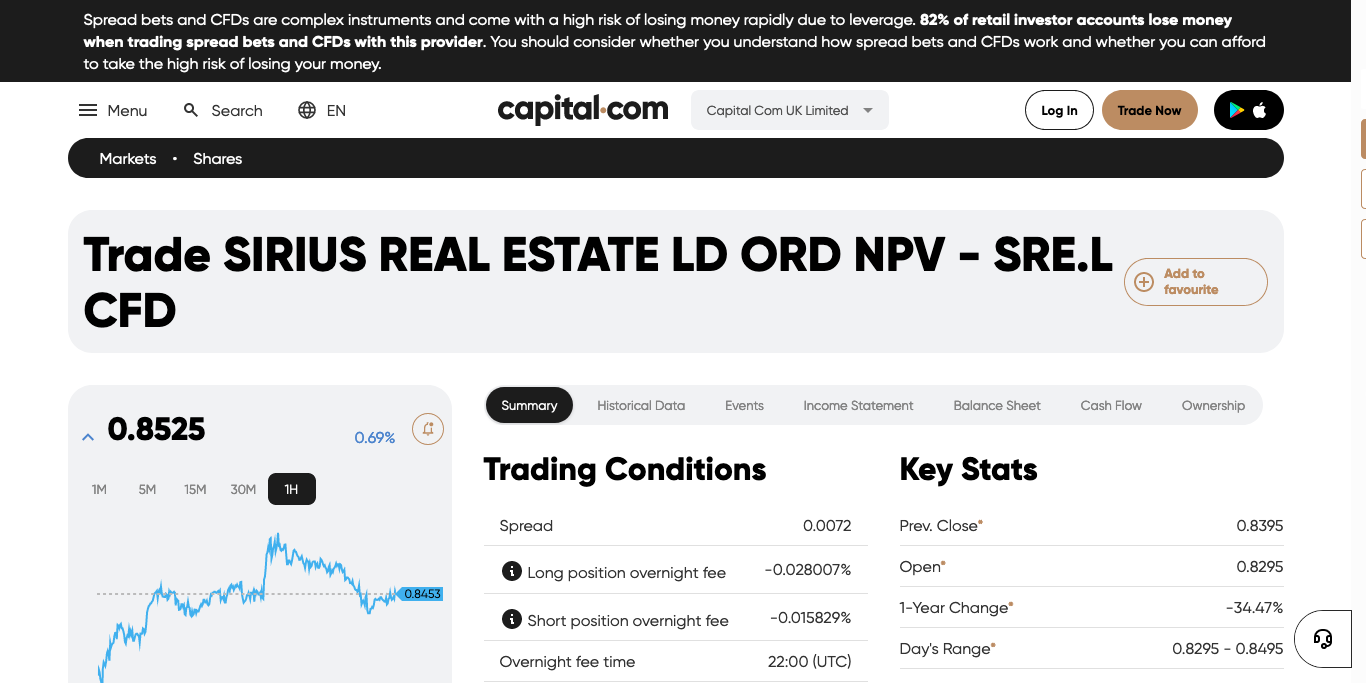 Spread bets and CFDs are complex instruments and come with a high risk of losing money rapidly due to leverage. 82% of retail investor accounts lose money
when trading spread bets and CFDs with this provider. You should consider whether you understand how spread bets and CFDs work and whether you can afford
to take the high risk of losing your money.
Menu Search EN capital.com Capital Com UK Limited Log In Trade Now
Markets • Shares
Trade SIRIUS REAL ESTATE LD ORD NPV - SRE.L
CFD
Add to
favourite
0.8525 0.69%
1M 5M 15M 30M 1H
0.8453
Summary Historical Data Events Income Statement Balance Sheet Cash Flow Ownership
Trading Conditions
Spread 0.0072
Long position overnight fee -0.028007%
Short position overnight fee -0.015829%
Overnight fee time 22:00 (UTC)
Key Stats
Prev. Close* 0.8395
Open* 0.8295
1-Year Change* -34.47%
Day's Range* 0.8295 - 0.8495